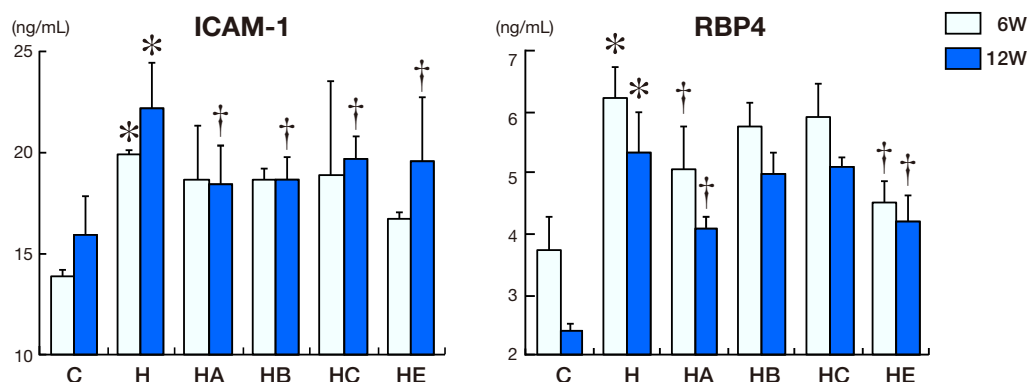 ICAM-1
(ng/mL)
25
20
15
10
* * † † † †
C H HA HB HC HE
RBP4
(ng/mL)
7
6
5
4
3
2
* * † † † †
C H HA HB HC HE
6W
12W